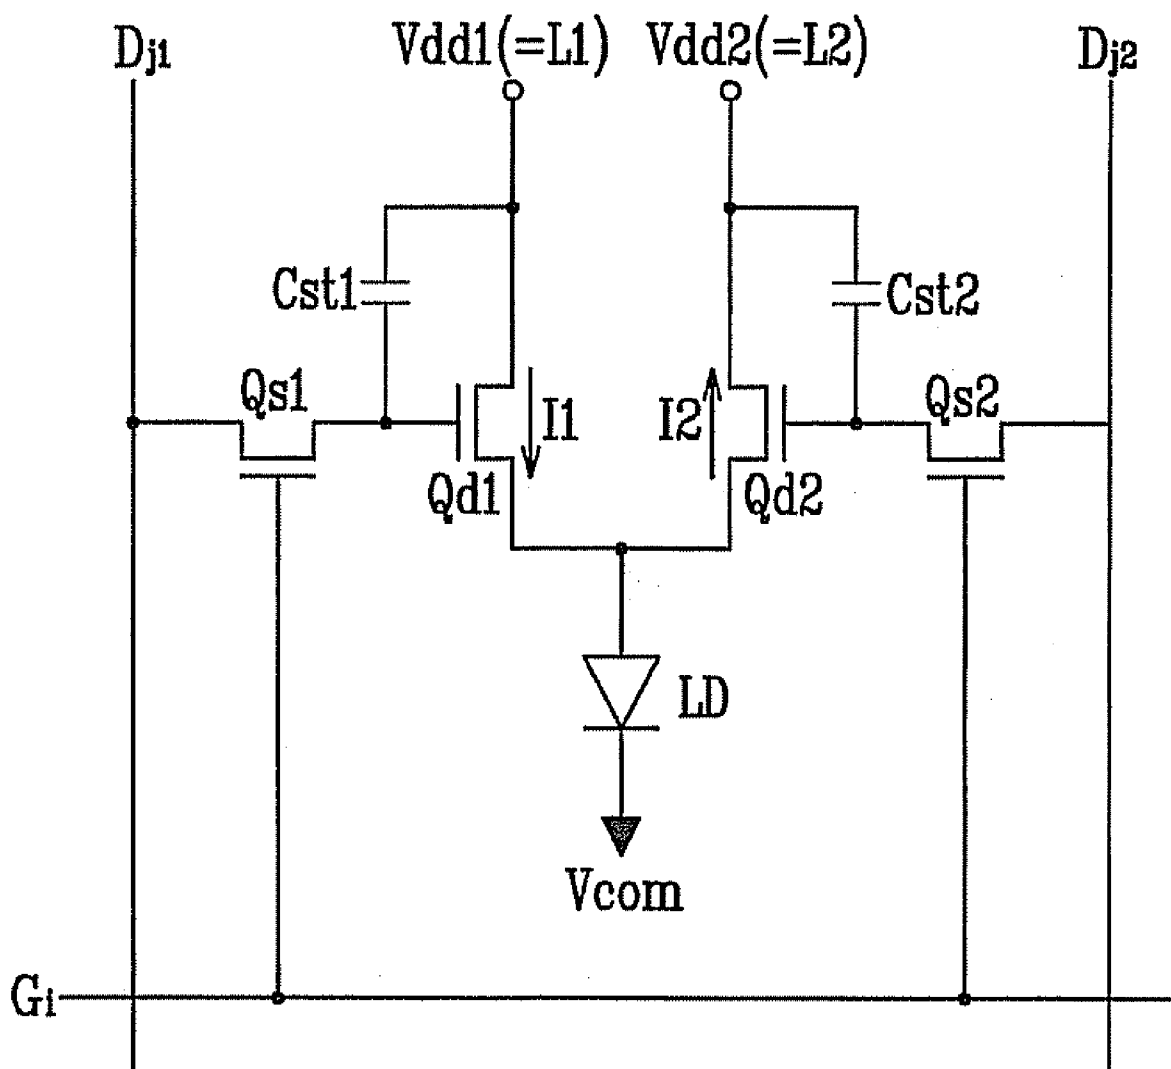 Dj1
Vdd1(=L1)
Vdd2(=L2)
Dj2
Cst1
Cst2
Qs1
I1
I2
Qs2
Qd1
Qd2
LD
Vcom
Gi